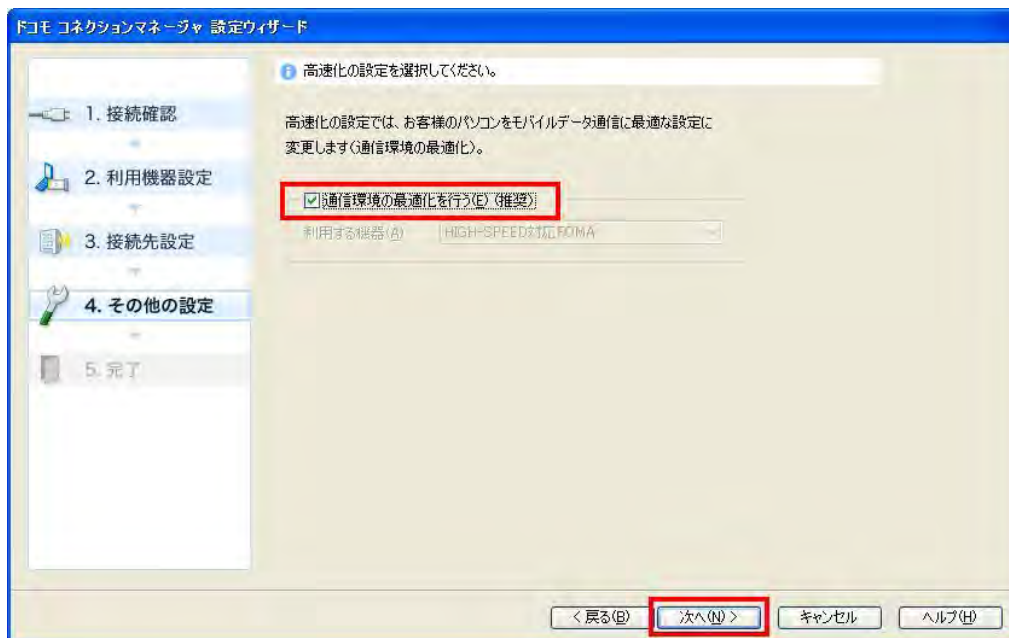 ドコモ コネクションマネージャ 設定ウィザード
高速化の設定を選択してください。
1. 接続確認
2. 利用機器設定
3. 接続先設定
4. その他の設定
5. 完了
高速化の設定では、お客様のパソコンをモバイルデータ通信に最適な設定に
変更します(通信環境の最適化)。
通信環境の最適化を行う(E) (推奨)
利用する機器(A) HIGH-SPEED対応FOMA
< 戻る(B) 次へ(N) > キャンセル ヘルプ(H)